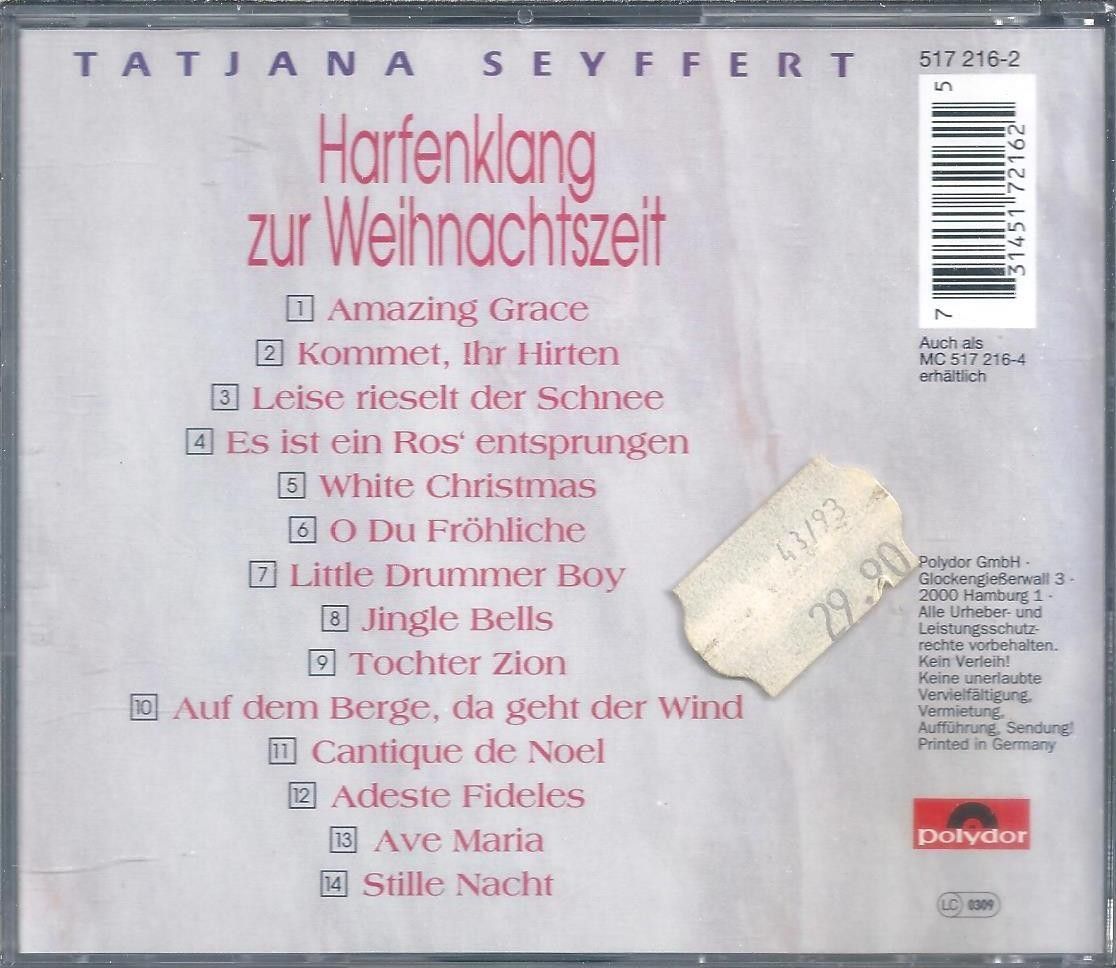 TATJANA SEYFFERT
Harfenklang
zur Weihnachtszeit
1 Amazing Grace
2 Kommet, Ihr Hirten
3 Leise rieselt der Schnee
4 Es ist ein Ros' entsprungen
5 White Christmas
6 O Du Fröhliche
7 Little Drummer Boy
8 Jingle Bells
9 Tochter Zion
10 Auf dem Berge, da geht der Wind
11 Cantique de Noel
12 Adeste Fideles
13 Ave Maria
14 Stille Nacht
517 216-2
7 31451 72162 5
Auch als
MC 517 216-4
erhältlich
43/93
29.90
Polydor GmbH ·
Glockengießerwall 3 ·
2000 Hamburg 1 ·
Alle Urheber- und
Leistungsschutz-
rechte vorbehalten.
Kein Verleih!
Keine unerlaubte
Vervielfältigung,
Vermietung,
Aufführung, Sendung!
Printed in Germany
polydor
LC 0309